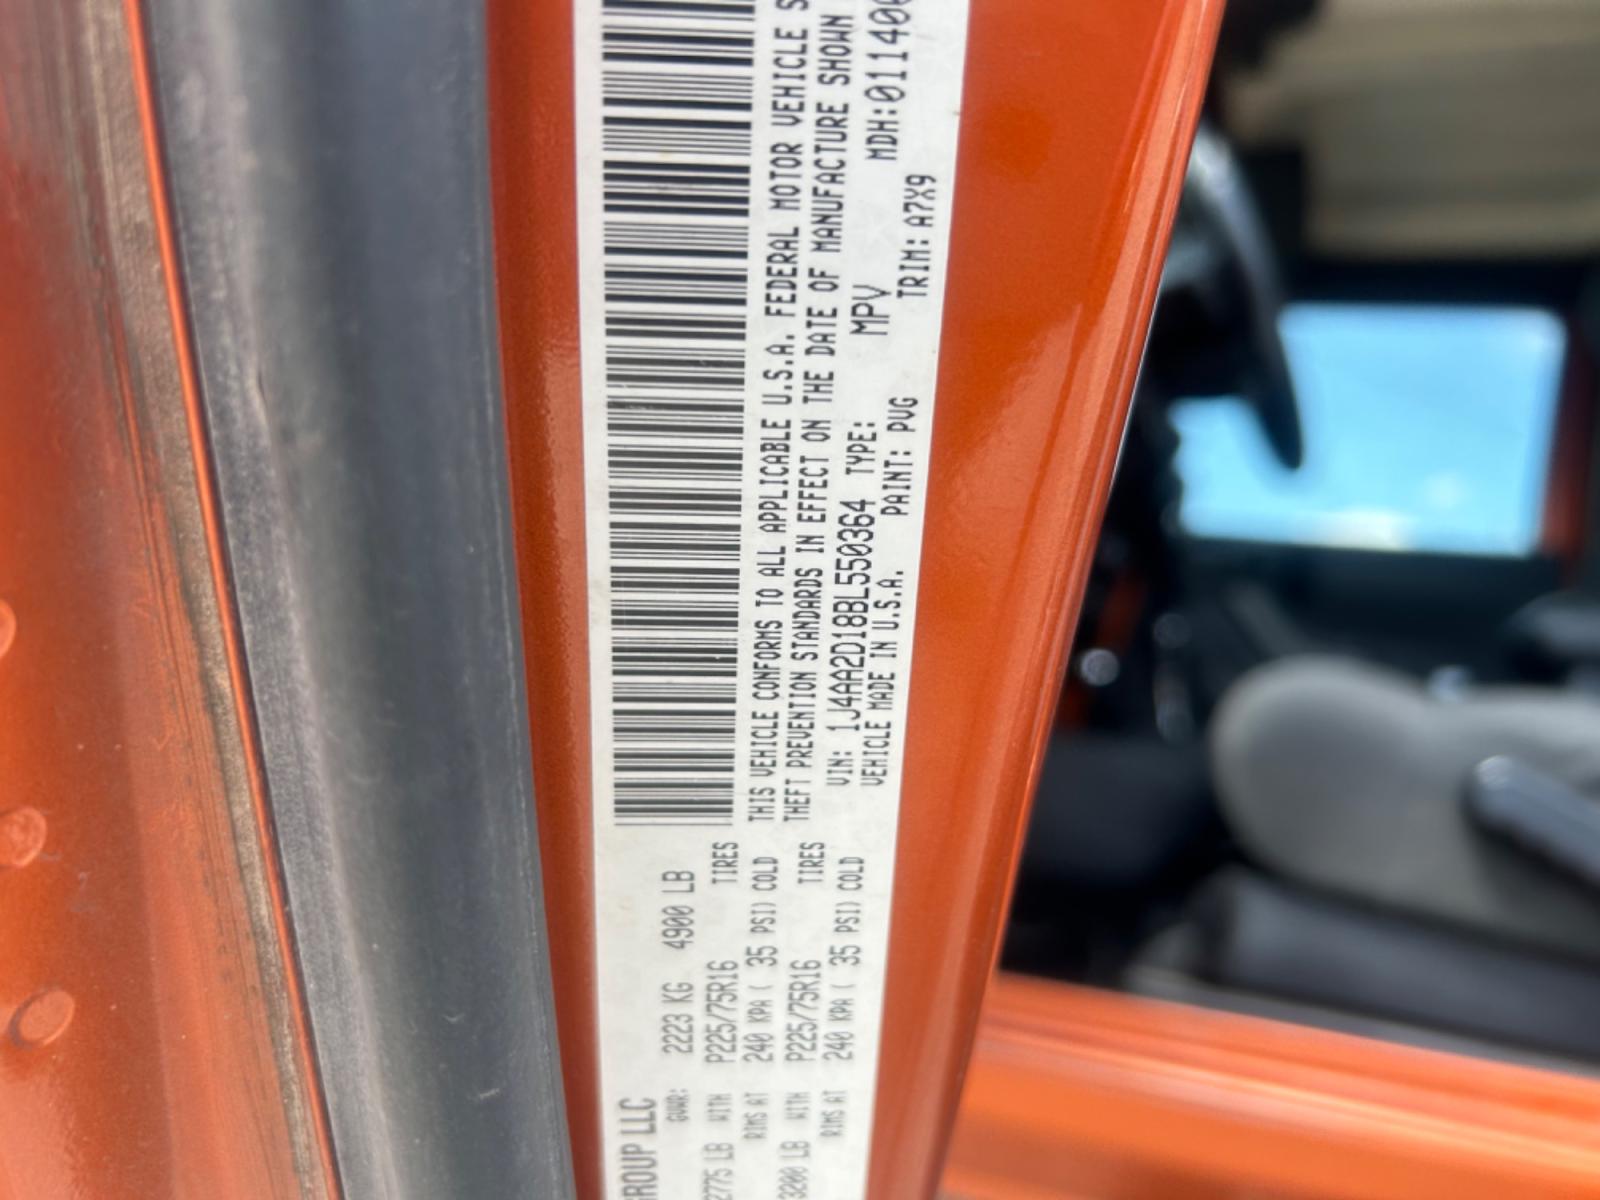 GROUP LLC
GVWR: 2223 KG 4900 LB
2775 LB WITH P225/75R16 TIRES
RIMS AT 240 KPA ( 35 PSI) COLD
3200 LB WITH P225/75R16 TIRES
RIMS AT 240 KPA ( 35 PSI) COLD
THIS VEHICLE CONFORMS TO ALL APPLICABLE U.S.A. FEDERAL MOTOR VEHICLE S
THEFT PREVENTION STANDARDS IN EFFECT ON THE DATE OF MANUFACTURE SHOWN
VIN: 1J4AA2D18BL550364 TYPE: MPV MDH:011406
VEHICLE MADE IN U.S.A. PAINT: PVG TRIM: A7X9